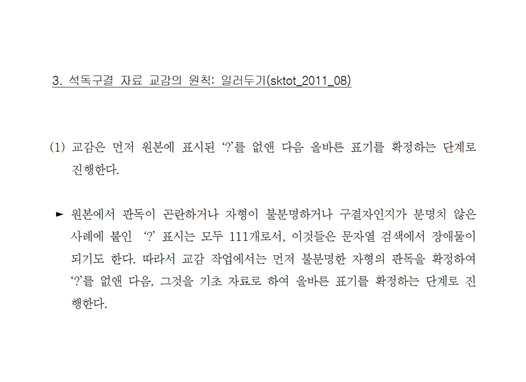 3. 석독구결 자료 교감의 원칙: 일러두기(sktot_2011_08)
(1) 교감은 먼저 원본에 표시된 ‘?’를 없앤 다음 올바른 표기를 확정하는 단계로
진행한다.
► 원본에서 판독이 곤란하거나 자형이 불분명하거나 구결자인지가 분명치 않은
사례에 붙인 ‘?’ 표시는 모두 111개로서, 이것들은 문자열 검색에서 장애물이
되기도 한다. 따라서 교감 작업에서는 먼저 불분명한 자형의 판독을 확정하여
‘?’를 없앤 다음, 그것을 기초 자료로 하여 올바른 표기를 확정하는 단계로 진
행한다.